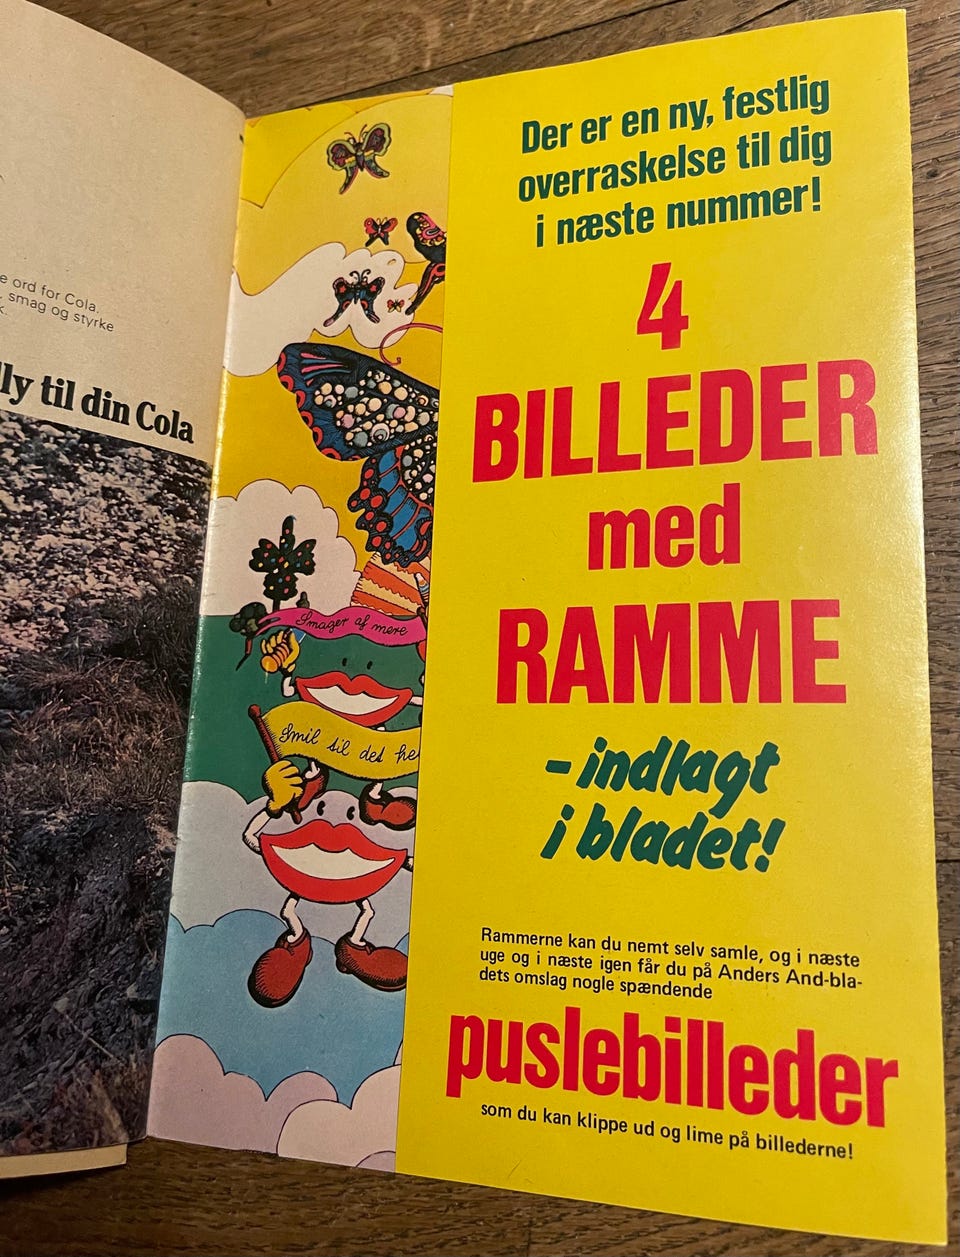 e ord for Cola.
smag og styrke
k.
lly til din Cola
Smager af mere
Smil til det he
Der er en ny, festlig
overraskelse til dig
i næste nummer!
4
BILLEDER
med
RAMME
– indlagt
i bladet!
Rammerne kan du nemt selv samle, og i næste
uge og i næste igen får du på Anders And-bla-
dets omslag nogle spændende
puslebilleder
som du kan klippe ud og lime på billederne!